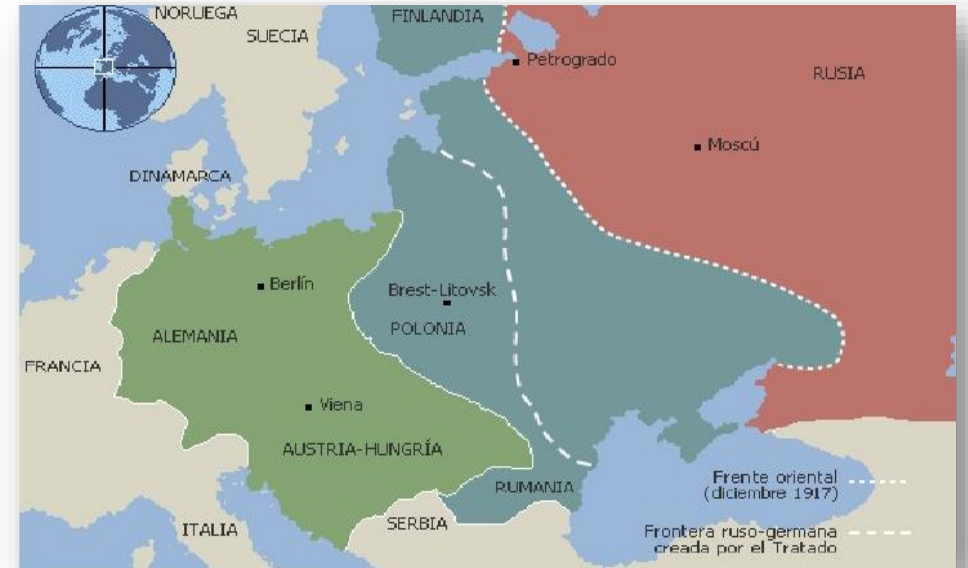 NORUEGA
SUECIA
FINLANDIA
Petrogrado
RUSIA
Moscú
DINAMARCA
Berlín
Brest-Litovsk
POLONIA
ALEMANIA
FRANCIA
Viena
AUSTRIA-HUNGRÍA
RUMANIA
SERBIA
ITALIA
Frente oriental
(diciembre 1917)
Frontera ruso-germana
creada por el Tratado